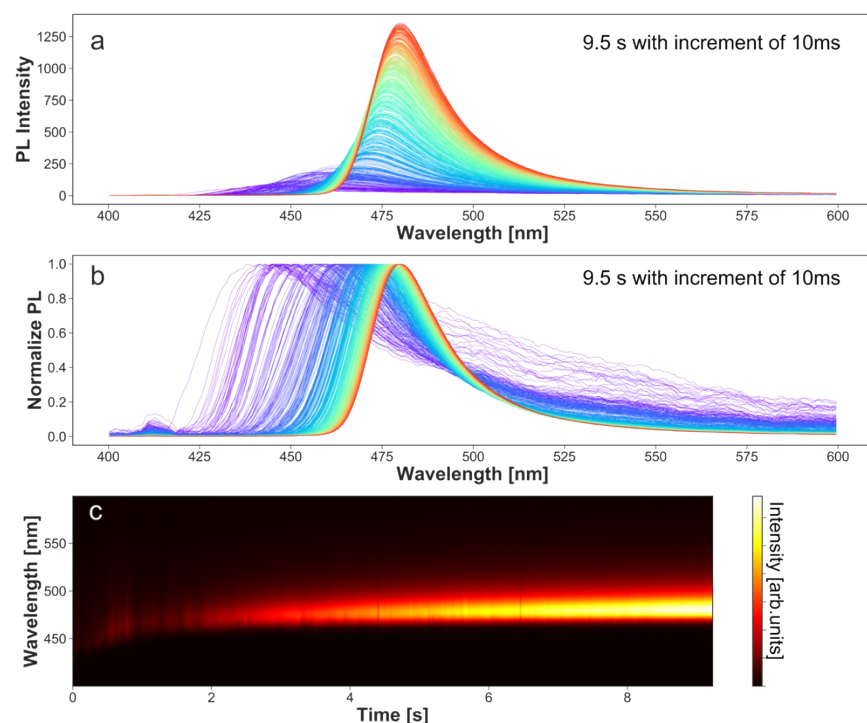 a
9.5 s with increment of 10ms
PL Intensity
1250
1000
750
500
250
0
400 425 450 475 500 525 550 575 600
Wavelength [nm]
b
9.5 s with increment of 10ms
Normalize PL
1.0
0.8
0.6
0.4
0.2
0.0
400 425 450 475 500 525 550 575 600
Wavelength [nm]
c
Wavelength [nm]
550
500
450
0 2 4 6 8
Time [s]
Intensity [arb.units]